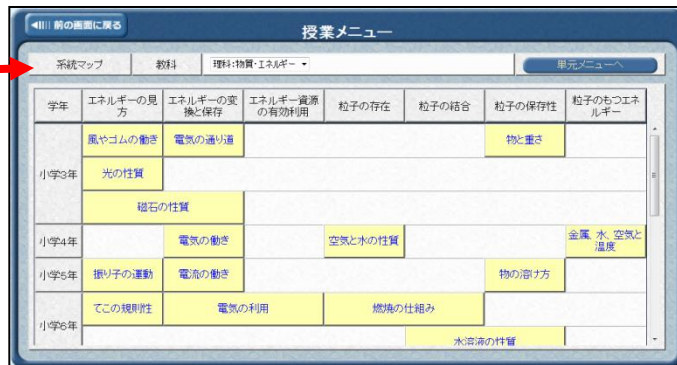 前の画面に戻る
授業メニュー
系統マップ 教科 理科:物質・エネルギー
単元メニューへ
学年 エネルギーの見方 エネルギーの変換と保存 エネルギー資源の有効利用 粒子の存在 粒子の結合 粒子の保存性 粒子のもつエネルギー
小学3年 風やゴムの働き 電気の通り道 物と重さ
光の性質
磁石の性質
小学4年 電気の働き 空気と水の性質 金属、水、空気と温度
小学5年 振り子の運動 電流の働き 物の溶け方
小学6年 てこの規則性 電気の利用 燃焼の仕組み
水溶液の性質